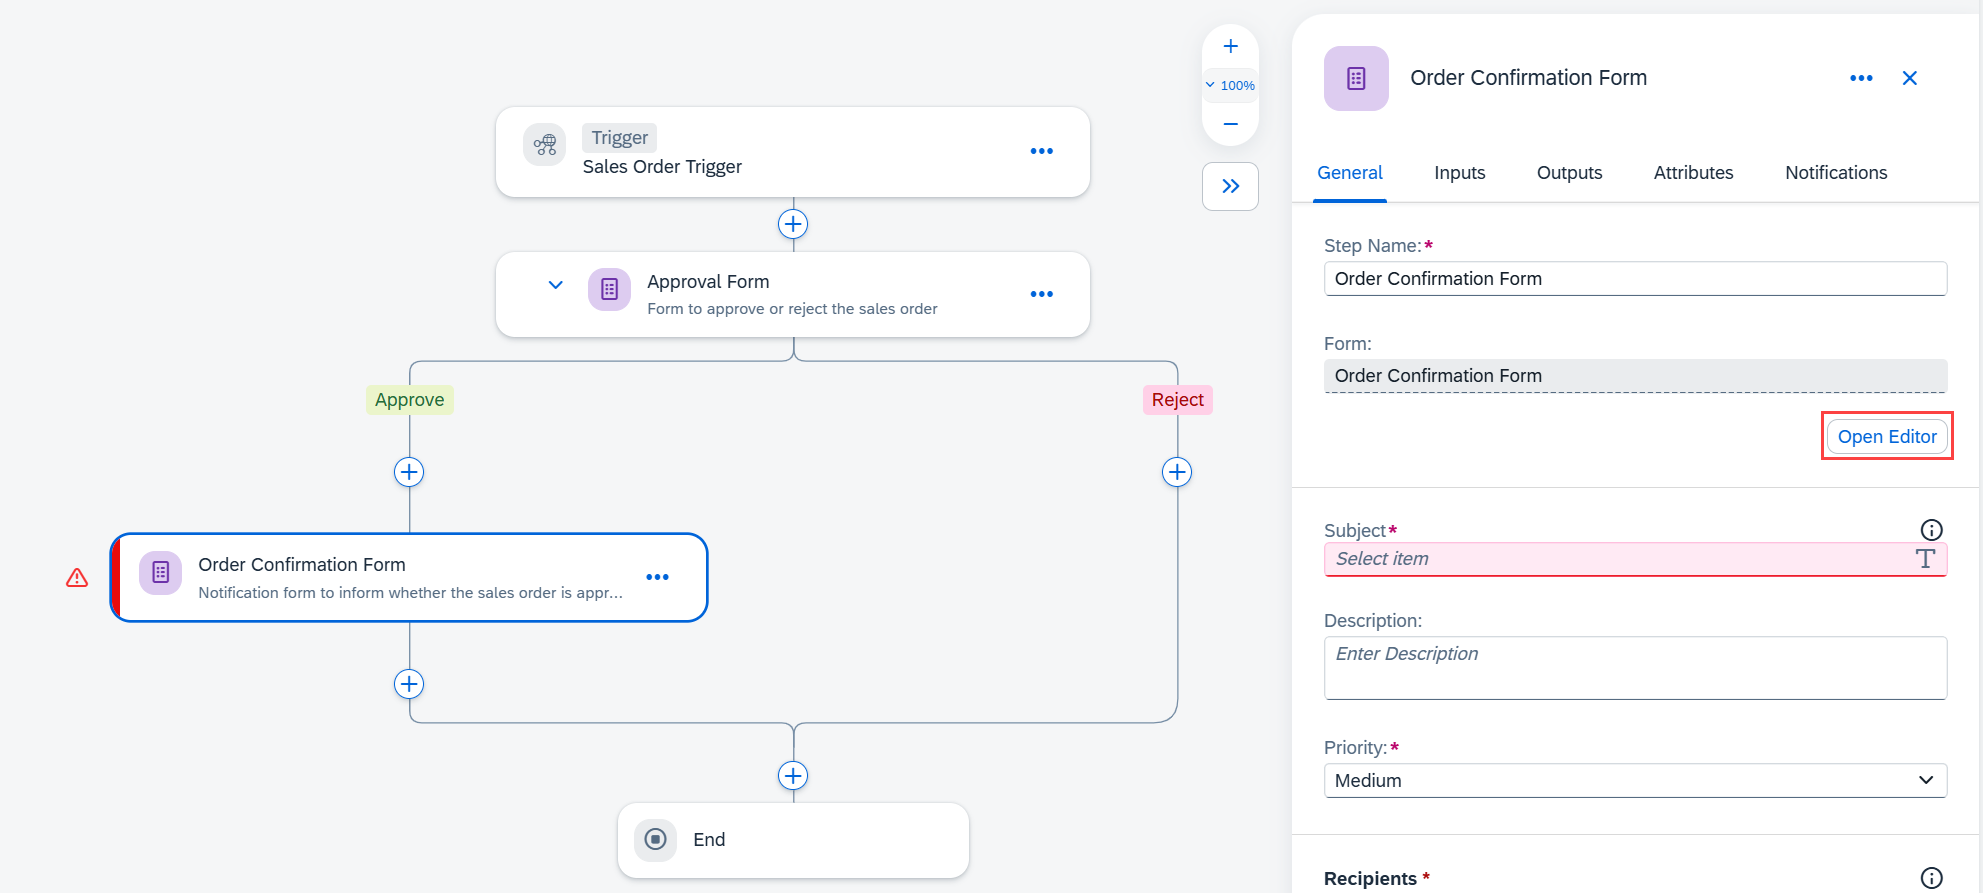 Trigger
Sales Order Trigger
Approval Form
Form to approve or reject the sales order
Approve
Reject
Order Confirmation Form
Notification form to inform whether the sales order is appr...
End
100%
Order Confirmation Form
General Inputs Outputs Attributes Notifications
Step Name:*
Order Confirmation Form
Form:
Order Confirmation Form
Open Editor
Subject*
Select item
Description:
Enter Description
Priority:*
Medium
Recipients *